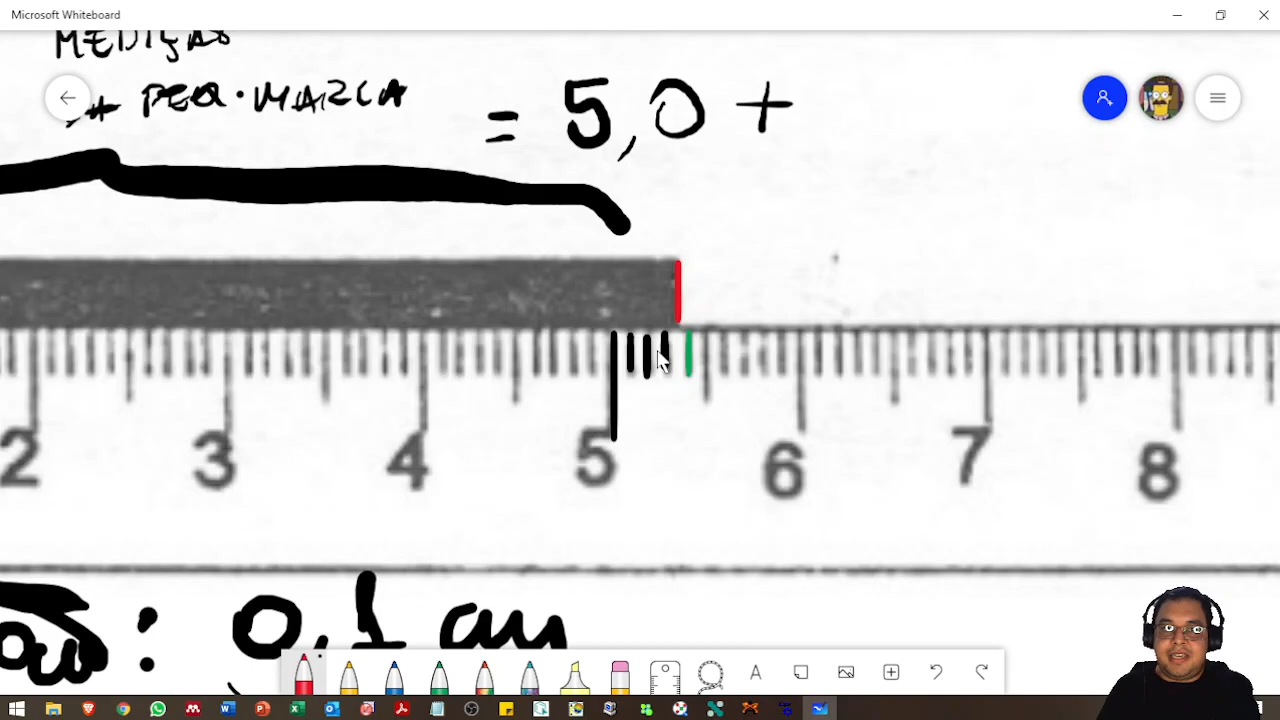 Microsoft Whiteboard
MEDIÇÃO
PEQ. MARCA
= 5,0 +
2 3 4 5 6 7 8
: 0,1 cm
A